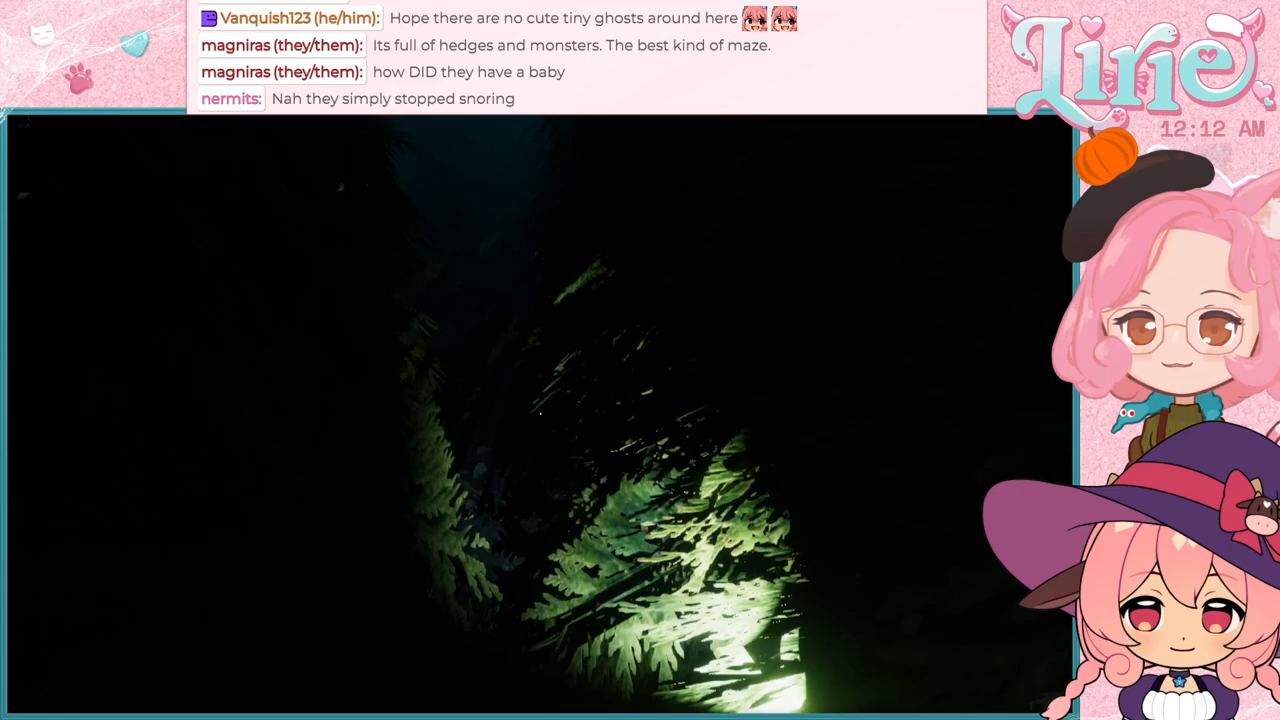 Vanquish123 (he/him): Hope there are no cute tiny ghosts around here
magniras (they/them): Its full of hedges and monsters. The best kind of maze.
magniras (they/them): how DID they have a baby
nermits: Nah they simply stopped snoring
Lirie
12:12 AM